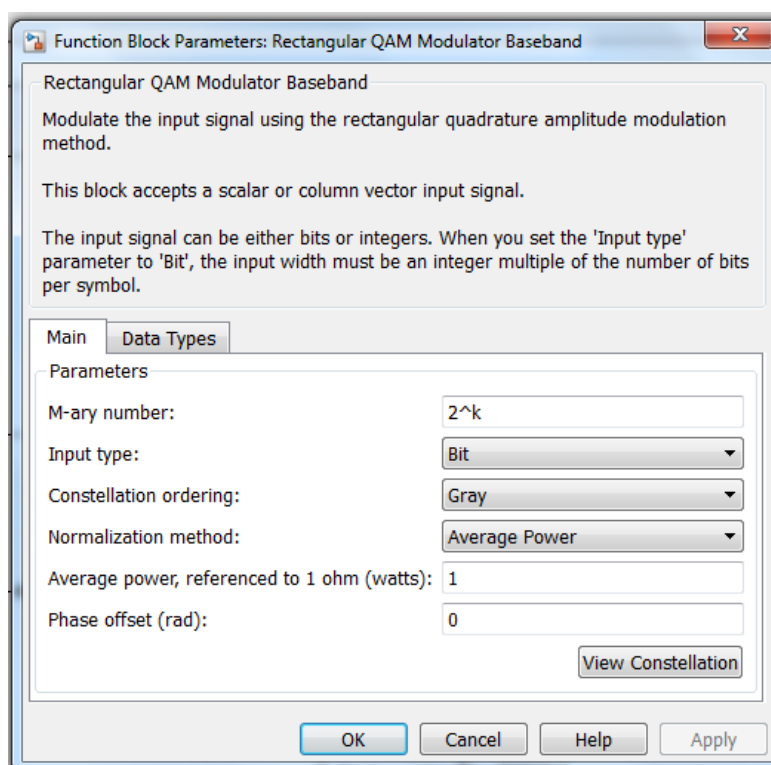 Function Block Parameters: Rectangular QAM Modulator Baseband
Rectangular QAM Modulator Baseband
Modulate the input signal using the rectangular quadrature amplitude modulation
method.
This block accepts a scalar or column vector input signal.
The input signal can be either bits or integers. When you set the 'Input type'
parameter to 'Bit', the input width must be an integer multiple of the number of bits
per symbol.
Main Data Types
Parameters
M-ary number: 2^k
Input type: Bit
Constellation ordering: Gray
Normalization method: Average Power
Average power, referenced to 1 ohm (watts): 1
Phase offset (rad): 0
View Constellation
OK Cancel Help Apply